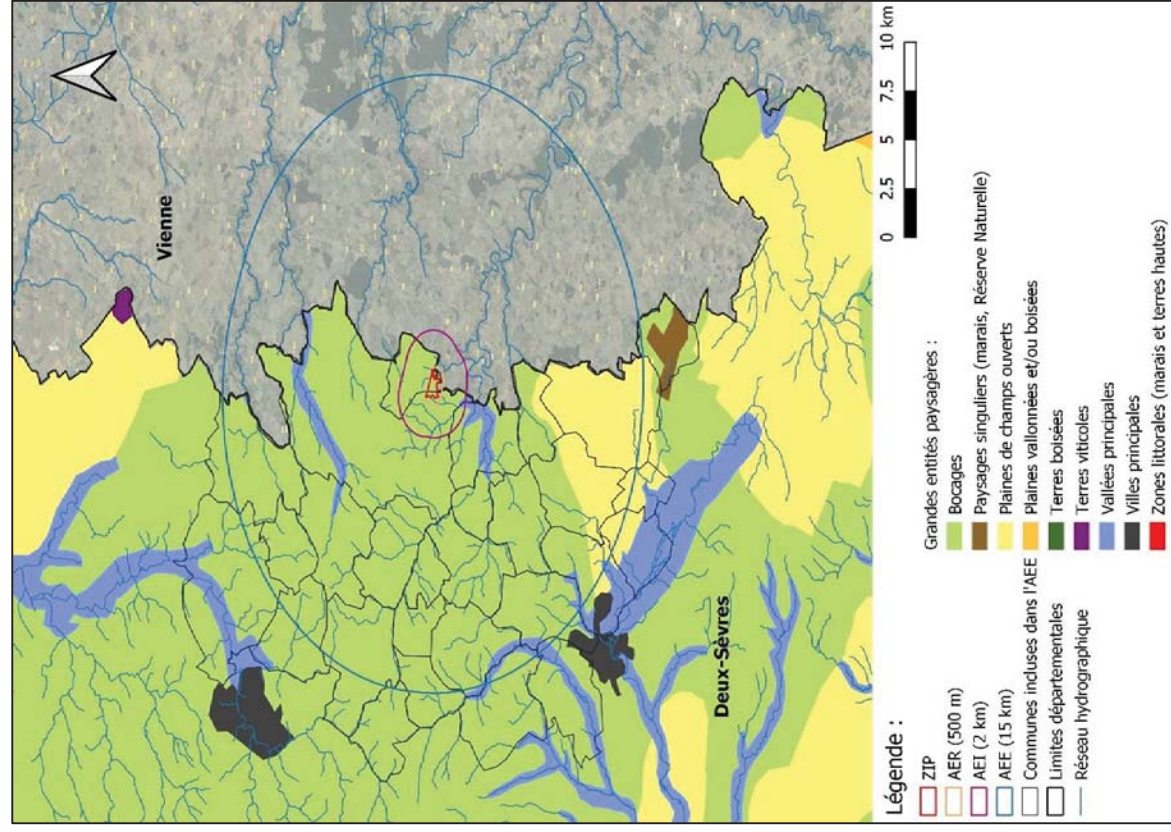 Vienne
Deux-Sèvres
Légende :
ZIP
AER (500 m)
AEI (2 km)
AEE (15 km)
Communes incluses dans l'AEE
Limites départementales
Réseau hydrographique
Grandes entités paysagères :
Bocages
Paysages singuliers (marais, Réserve Naturelle)
Plaines de champs ouverts
Plaines vallonnées et/ou boisées
Terres boisées
Terres viticoles
Vallées principales
Villes principales
Zones littorales (marais et terres hautes)
0 2.5 5 7.5 10 km